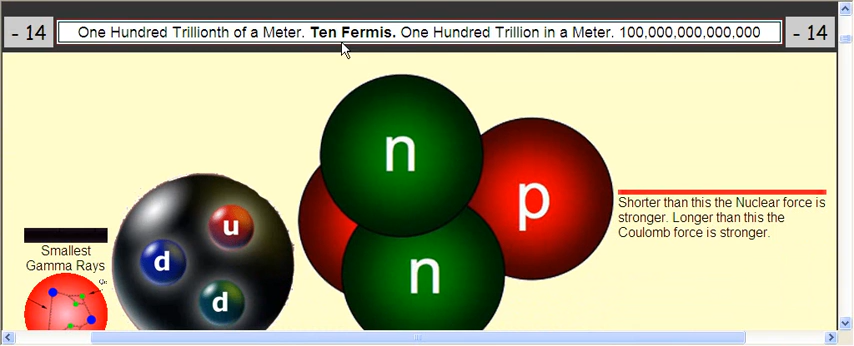 - 14
One Hundred Trillionth of a Meter. Ten Fermis. One Hundred Trillion in a Meter. 100,000,000,000,000
- 14
n
p
Shorter than this the Nuclear force is
stronger. Longer than this the
Coulomb force is stronger.
u
d
d
n
Smallest
Gamma Rays